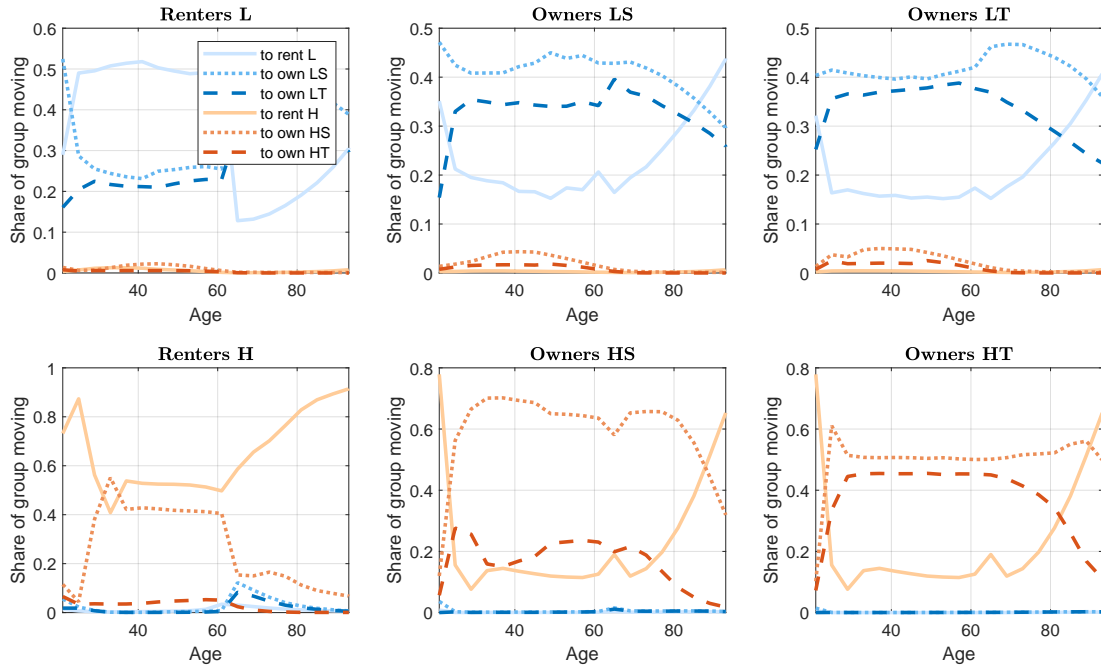 Renters L
Owners LS
Owners LT
Share of group moving
0.6
0.5
0.4
0.3
0.2
0.1
0
40
60
80
Age
to rent L
to own LS
to own LT
to rent H
to own HS
to own HT
Share of group moving
0.5
0.4
0.3
0.2
0.1
0
40
60
80
Age
Share of group moving
0.5
0.4
0.3
0.2
0.1
0
40
60
80
Age
Renters H
Owners HS
Owners HT
Share of group moving
1
0.8
0.6
0.4
0.2
0
40
60
80
Age
Share of group moving
0.8
0.6
0.4
0.2
0
40
60
80
Age
Share of group moving
0.8
0.6
0.4
0.2
0
40
60
80
Age